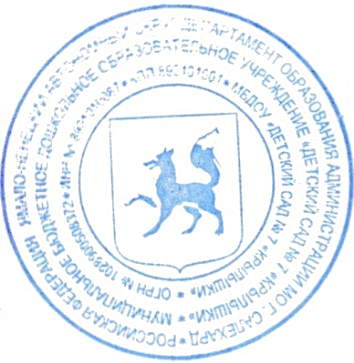 РОССИЙСКАЯ ФЕДЕРАЦИЯ ЯМАЛО-НЕНЕЦКИЙ АВТОНОМНЫЙ ОКРУГ ДЕПАРТАМЕНТ ОБРАЗОВАНИЯ АДМИНИСТРАЦИИ МО Г. САЛЕХАРД *
МУНИЦИПАЛЬНОЕ БЮДЖЕТНОЕ ДОШКОЛЬНОЕ ОБРАЗОВАТЕЛЬНОЕ УЧРЕЖДЕНИЕ «ДЕТСКИЙ САД № 7 «КРЫЛЫШКИ» *
ОГРН № * ИНН * КПП 890101001 * МБДОУ «ДЕТСКИЙ САД № 7 «КРЫЛЫШКИ» *